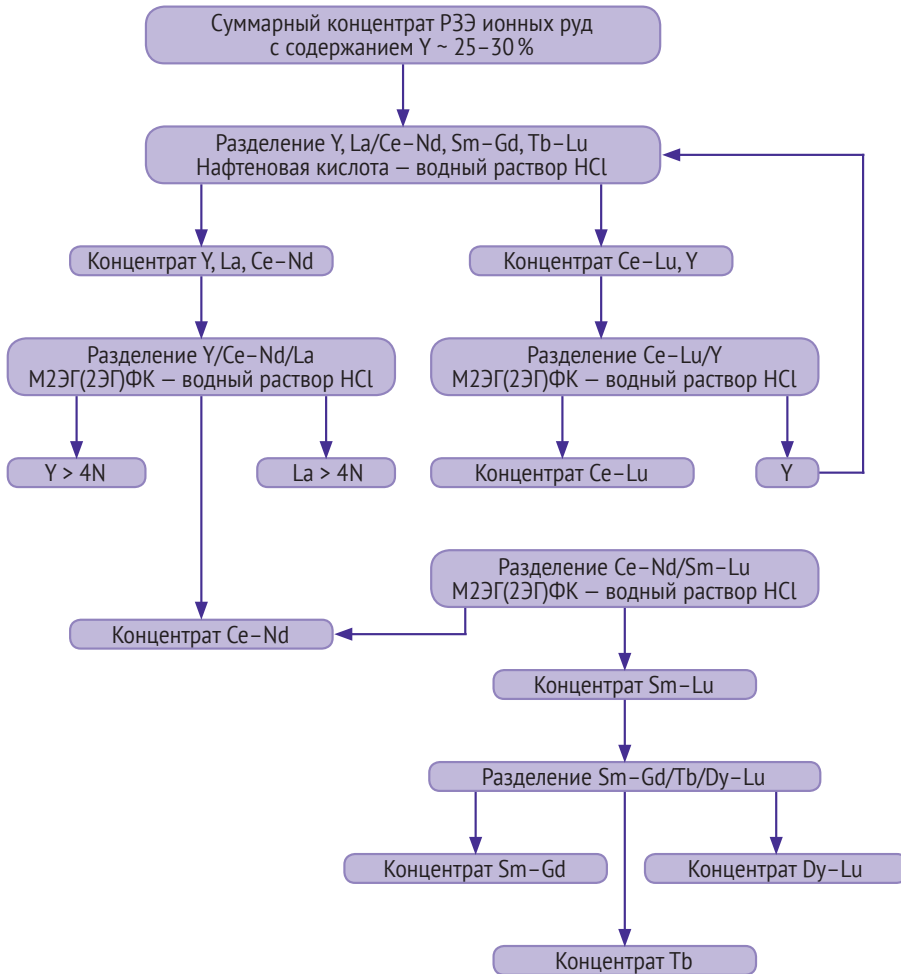 Суммарный концентрат РЗЭ ионных руд
с содержанием Y ~ 25–30 %
Разделение Y, La/Ce–Nd, Sm–Gd, Tb–Lu
Нафтеновая кислота — водный раствор HCl
Концентрат Y, La, Ce–Nd
Концентрат Ce–Lu, Y
Разделение Y/Ce–Nd/La
М2ЭГ(2ЭГ)ФК — водный раствор HCl
Разделение Ce–Lu/Y
М2ЭГ(2ЭГ)ФК — водный раствор HCl
Y > 4N
La > 4N
Концентрат Ce–Lu
Y
Разделение Ce–Nd/Sm–Lu
М2ЭГ(2ЭГ)ФК — водный раствор HCl
Концентрат Ce–Nd
Концентрат Sm–Lu
Разделение Sm–Gd/Tb/Dy–Lu
Концентрат Sm–Gd
Концентрат Dy–Lu
Концентрат Tb